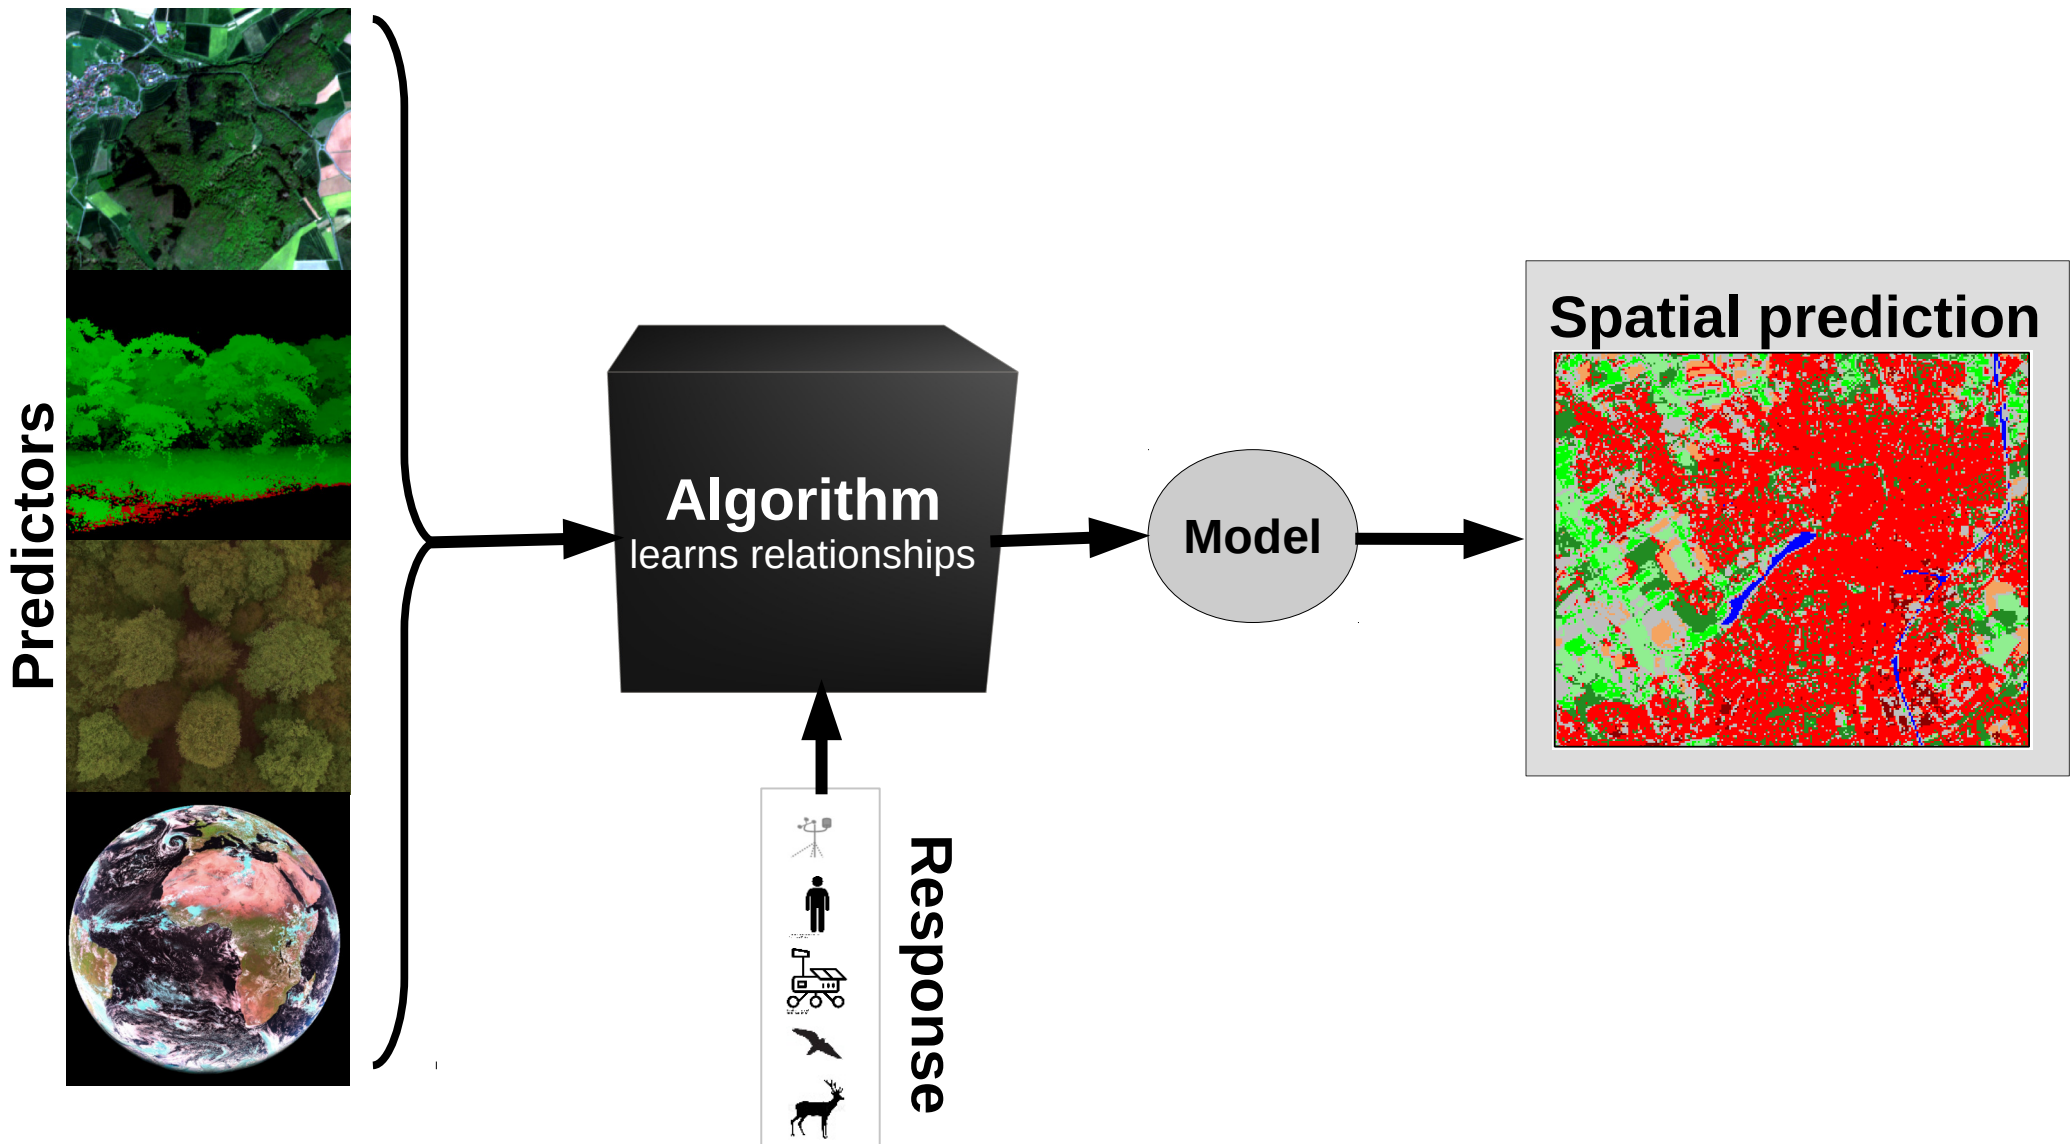 Predictors
Algorithm
learns relationships
Model
Spatial prediction
Response